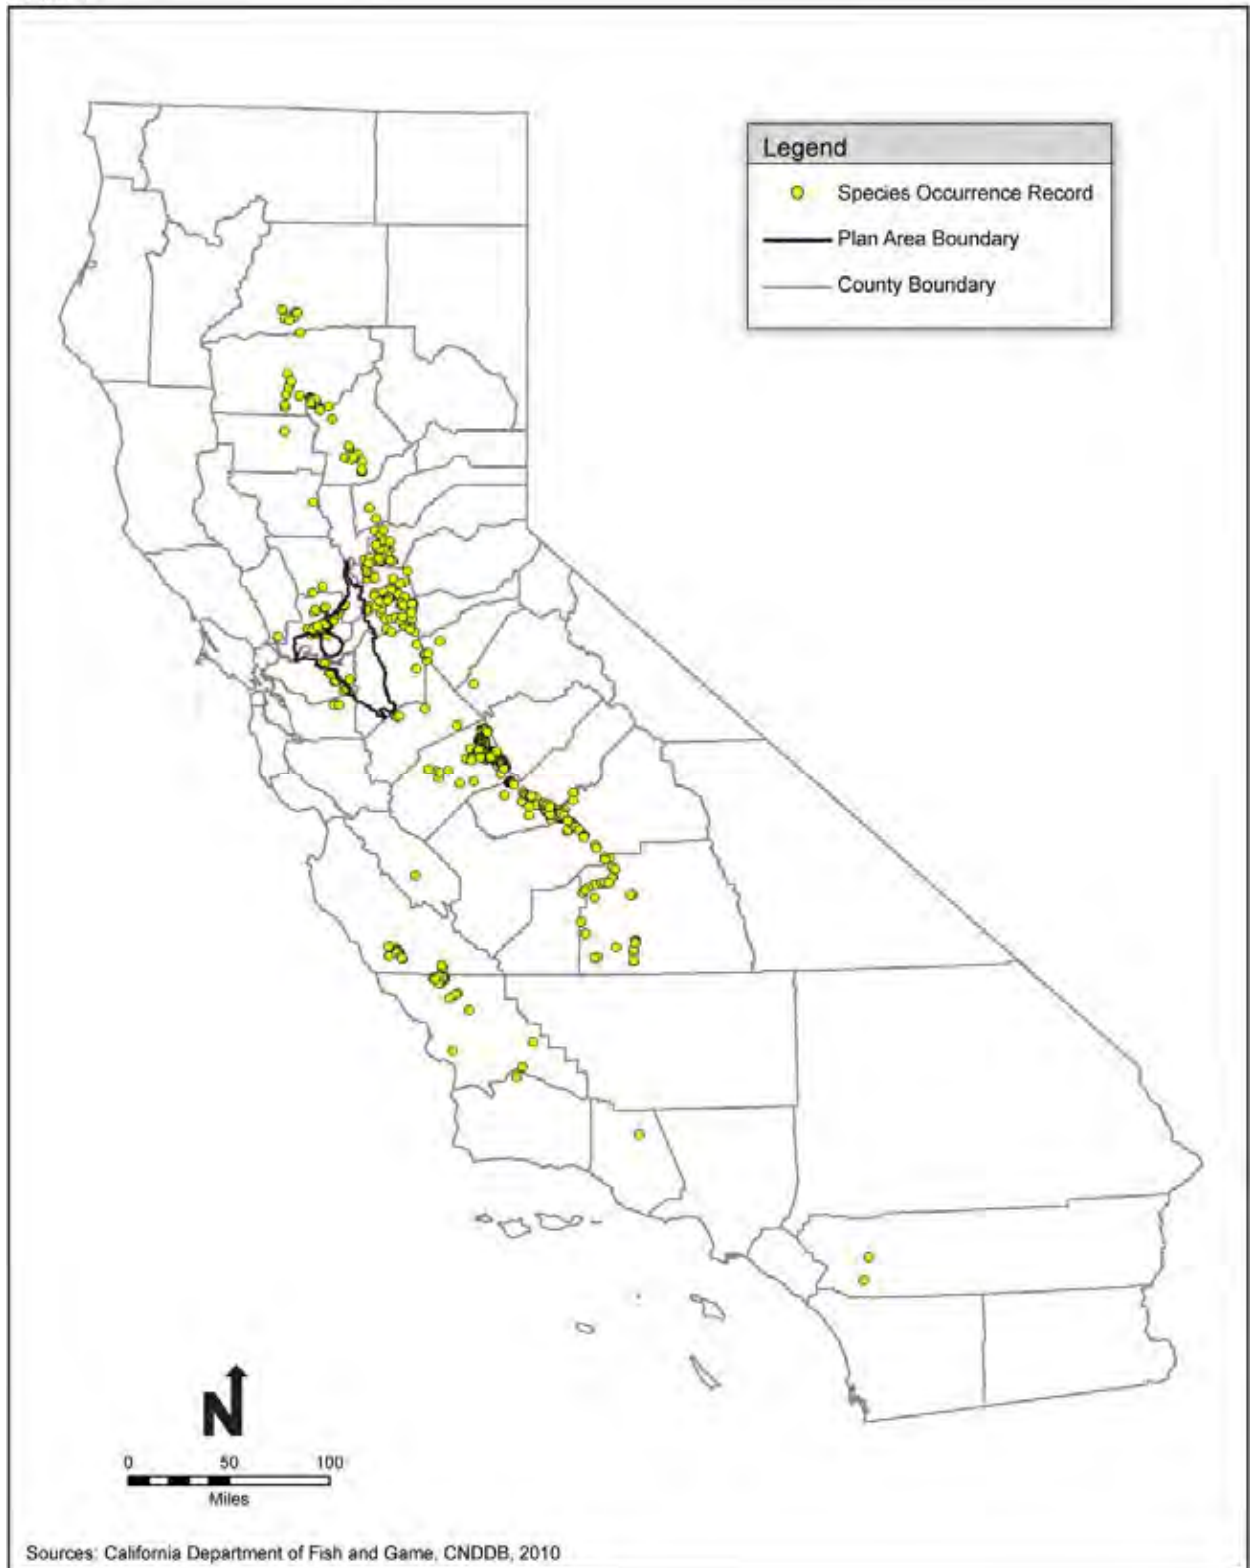 Legend
Species Occurrence Record
Plan Area Boundary
County Boundary
N
0 50 100
Miles
Sources: California Department of Fish and Game, CNDDB, 2010